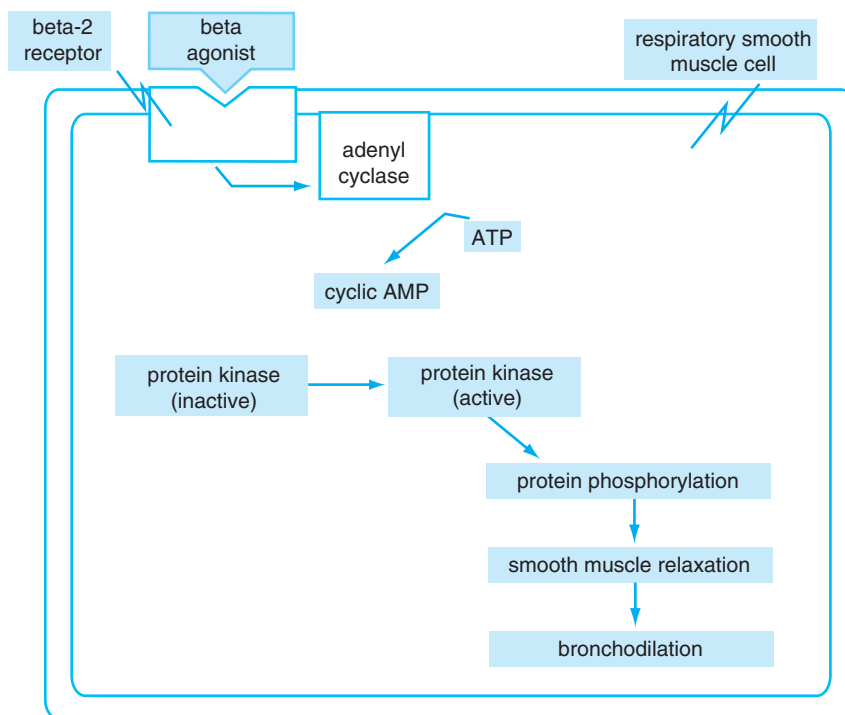 beta-2
receptor
beta
agonist
respiratory smooth
muscle cell
adenyl
cyclase
ATP
cyclic AMP
protein kinase
(inactive)
protein kinase
(active)
protein phosphorylation
smooth muscle relaxation
bronchodilation